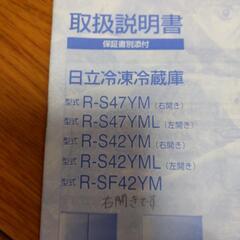 取扱説明書
保証書別添付
日立冷凍冷蔵庫
型式 R-S47YM (右開き)
型式 R-S47YML (左開き)
型式 R-S42YM (右開き)
型式 R-S42YML (左開き)
型式 R-SF42YM
右開きです